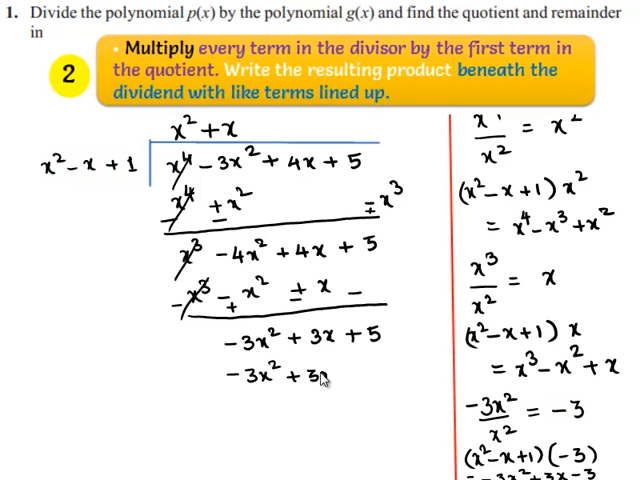 1. Divide the polynomial p(x) by the polynomial g(x) and find the quotient and remainder
in
2
• Multiply every term in the divisor by the first term in
the quotient. Write the resulting product beneath the
dividend with like terms lined up.
x² + x
x² - x + 1
x⁴ - 3x² + 4x + 5
x⁴ + x² = x³
- -
x³ - 4x² + 4x + 5
- x³ - x² ± x -
+
- 3x² + 3x + 5
- 3x² + 3
x² = x²
(x² - x + 1) x²
= x⁴ - x³ + x²
x³/x² = x
(x² - x + 1) x
= x³ - x² + x
-3x²/x² = -3
(x² - x + 1) (-3)
= -3x² + 3x - 3